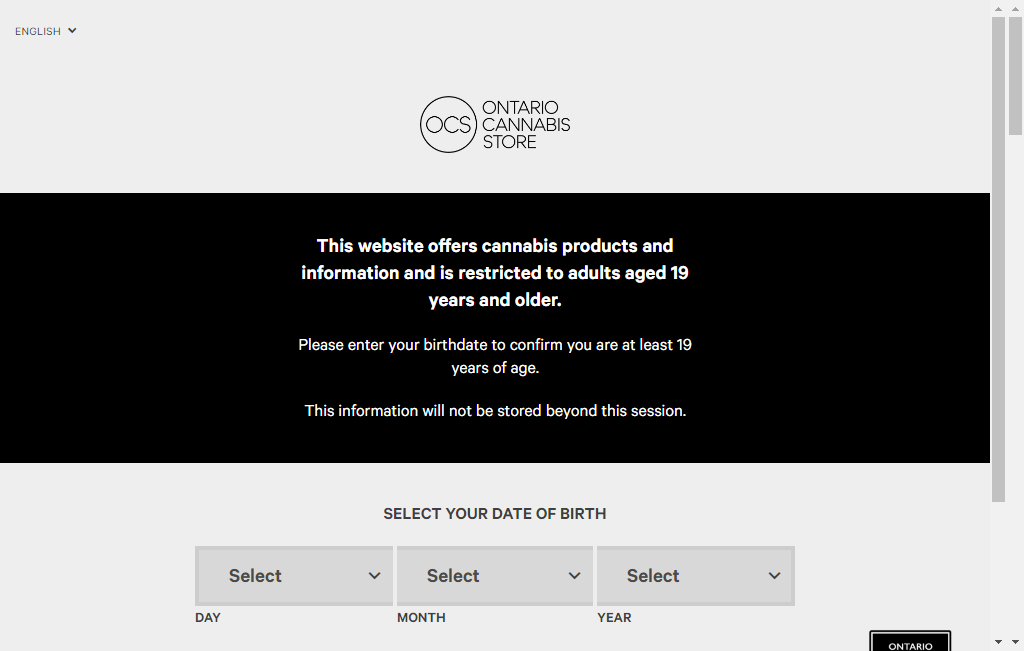 ENGLISH
OCS
ONTARIO
CANNABIS
STORE
This website offers cannabis products and
information and is restricted to adults aged 19
years and older.
Please enter your birthdate to confirm you are at least 19
years of age.
This information will not be stored beyond this session.
SELECT YOUR DATE OF BIRTH
Select Select Select
DAY MONTH YEAR
ONTARIO